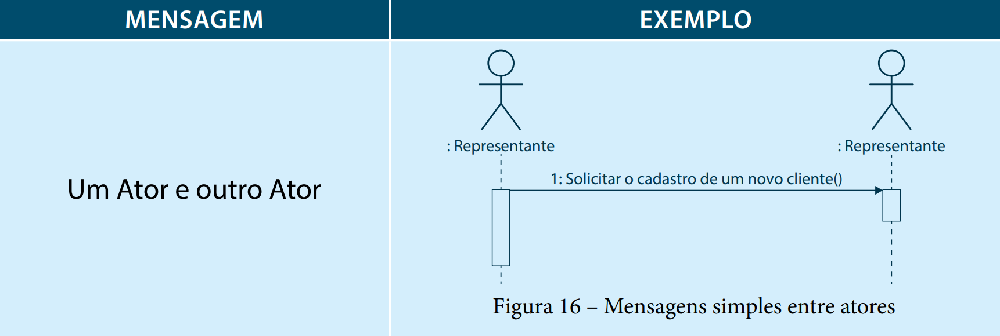 MENSAGEM
EXEMPLO
: Representante
: Representante
1: Solicitar o cadastro de um novo cliente()
Um Ator e outro Ator
Figura 16 – Mensagens simples entre atores